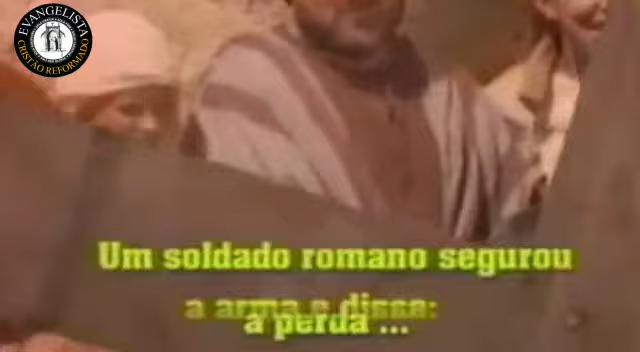 EVANGELISTA
CRISTÃO REFORMADO
Um soldado romano segurou
a arma e disse:
a perda ...